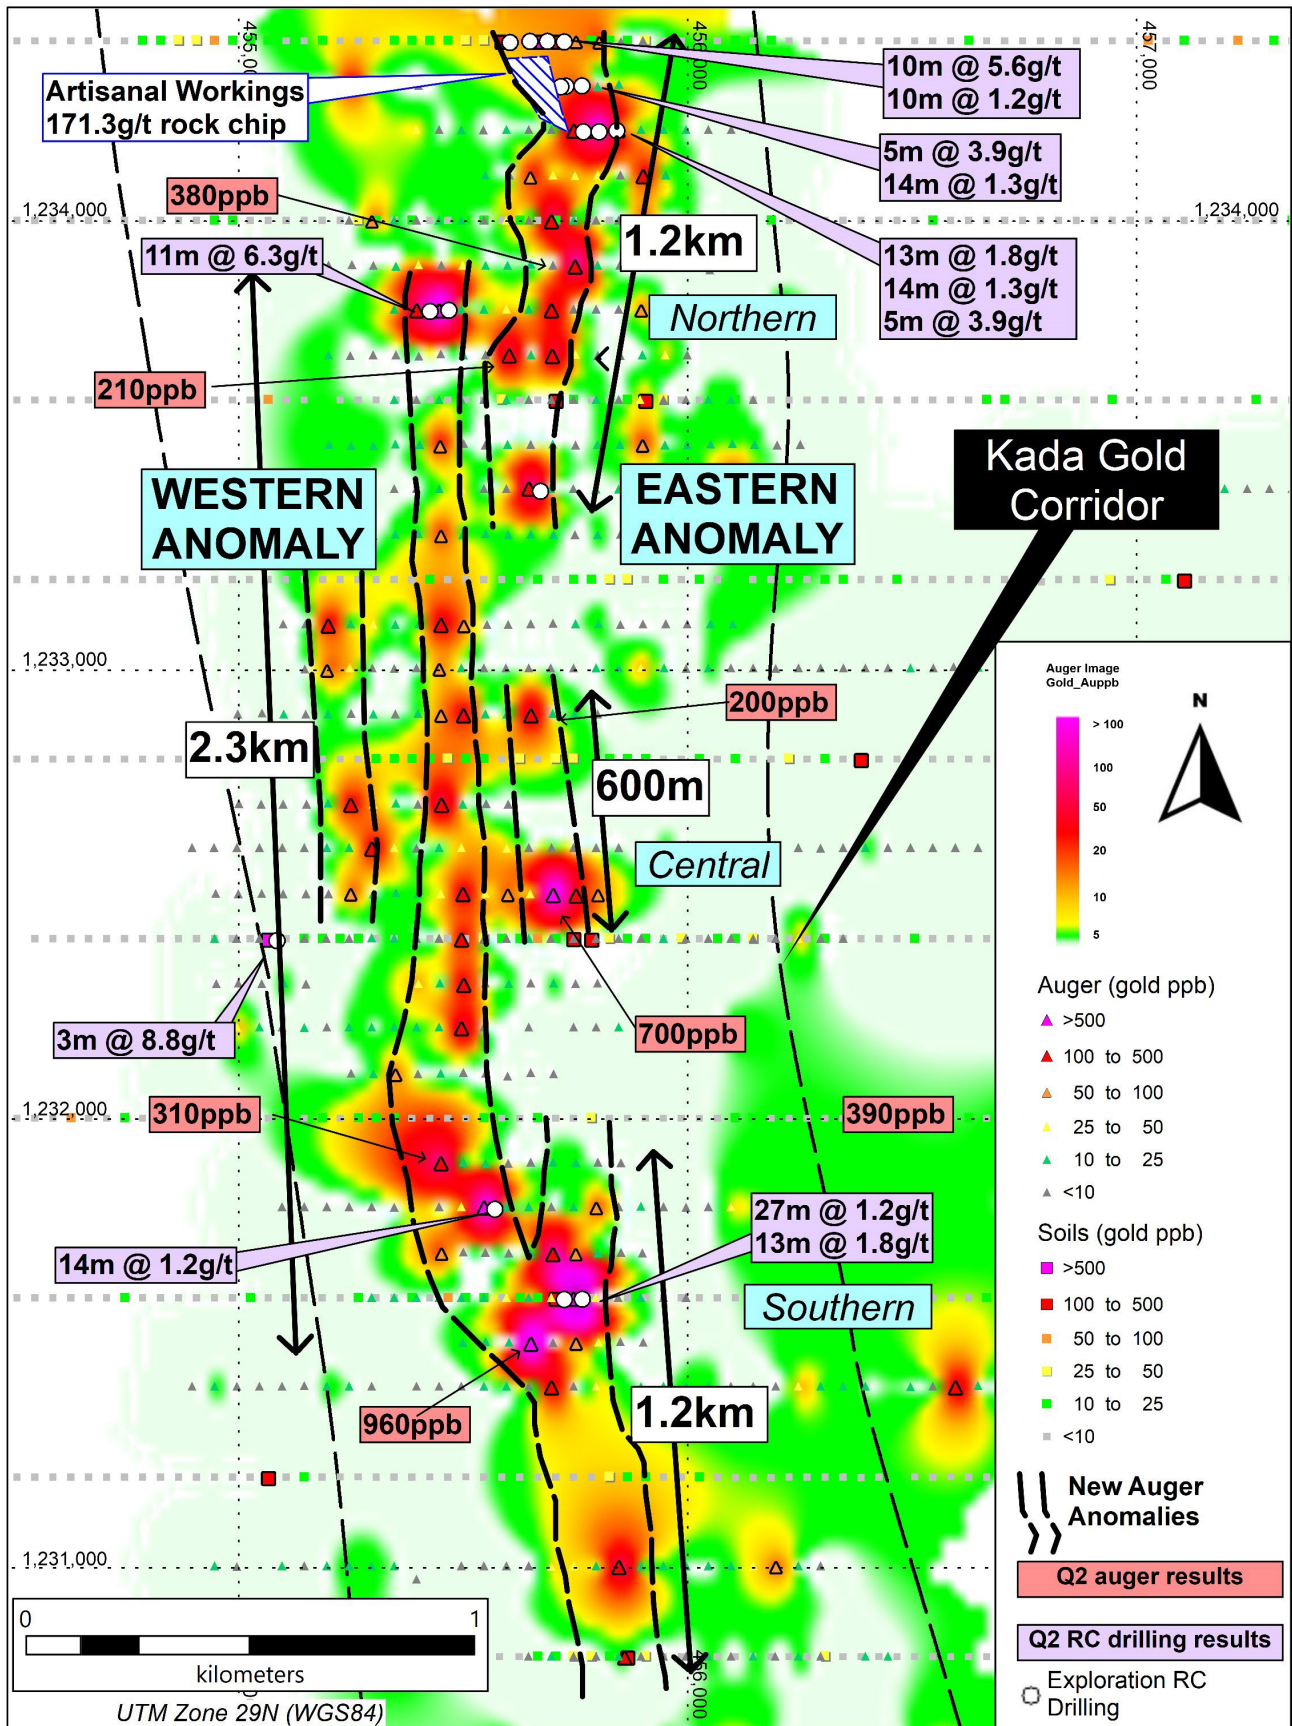 455,0
456,000
457,000
10m @ 5.6g/t
10m @ 1.2g/t
Artisanal Workings
171.3g/t rock chip
5m @ 3.9g/t
14m @ 1.3g/t
380ppb
1,234,000
1,234,000
11m @ 6.3g/t
1.2km
13m @ 1.8g/t
14m @ 1.3g/t
5m @ 3.9g/t
Northern
210ppb
WESTERN
ANOMALY
EASTERN
ANOMALY
Kada Gold
Corridor
1,233,000
200ppb
2.3km
600m
Central
3m @ 8.8g/t
700ppb
1,232,000
310ppb
390ppb
27m @ 1.2g/t
13m @ 1.8g/t
14m @ 1.2g/t
Southern
1.2km
960ppb
1,231,000
456,000
0 1
kilometers
UTM Zone 29N (WGS84)
Auger Image
Gold_Auppb
N
> 100
100
50
20
10
5
Auger (gold ppb)
>500
100 to 500
50 to 100
25 to 50
10 to 25
<10
Soils (gold ppb)
>500
100 to 500
50 to 100
25 to 50
10 to 25
<10
New Auger
Anomalies
Q2 auger results
Q2 RC drilling results
Exploration RC
Drilling